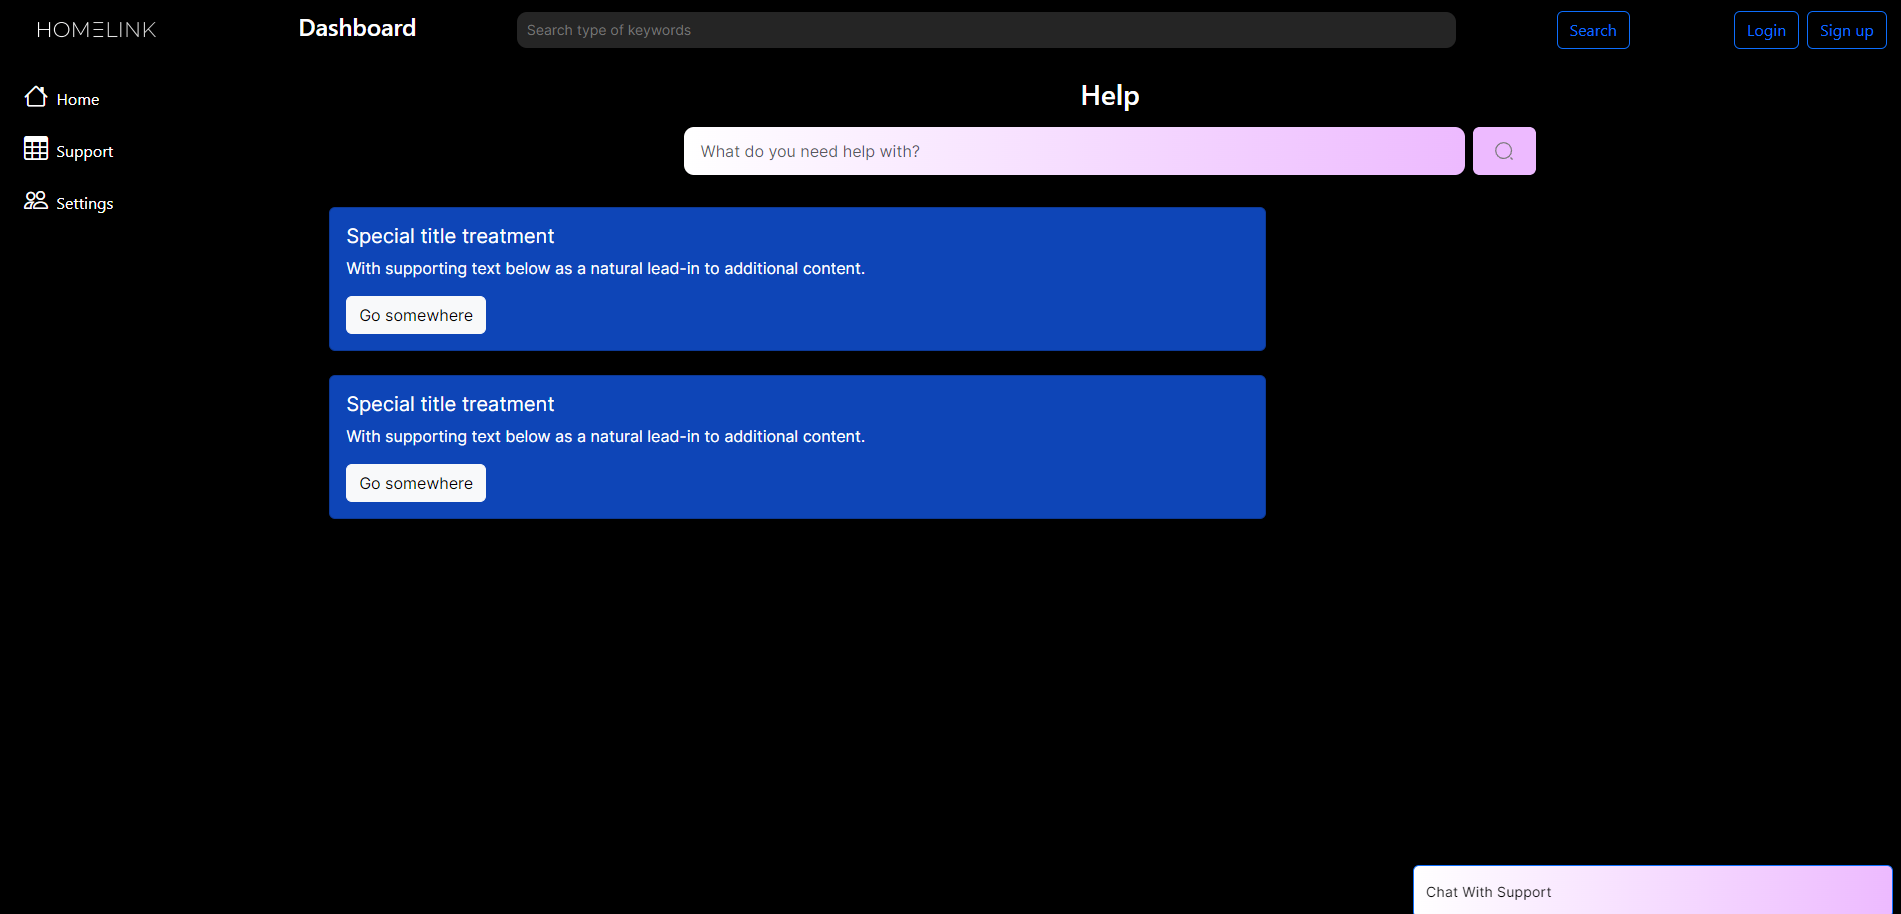 HOMELINK
Dashboard
Search type of keywords
Search
Login
Sign up
Home
Support
Settings
Help
What do you need help with?
Special title treatment
With supporting text below as a natural lead-in to additional content.
Go somewhere
Special title treatment
With supporting text below as a natural lead-in to additional content.
Go somewhere
Chat With Support